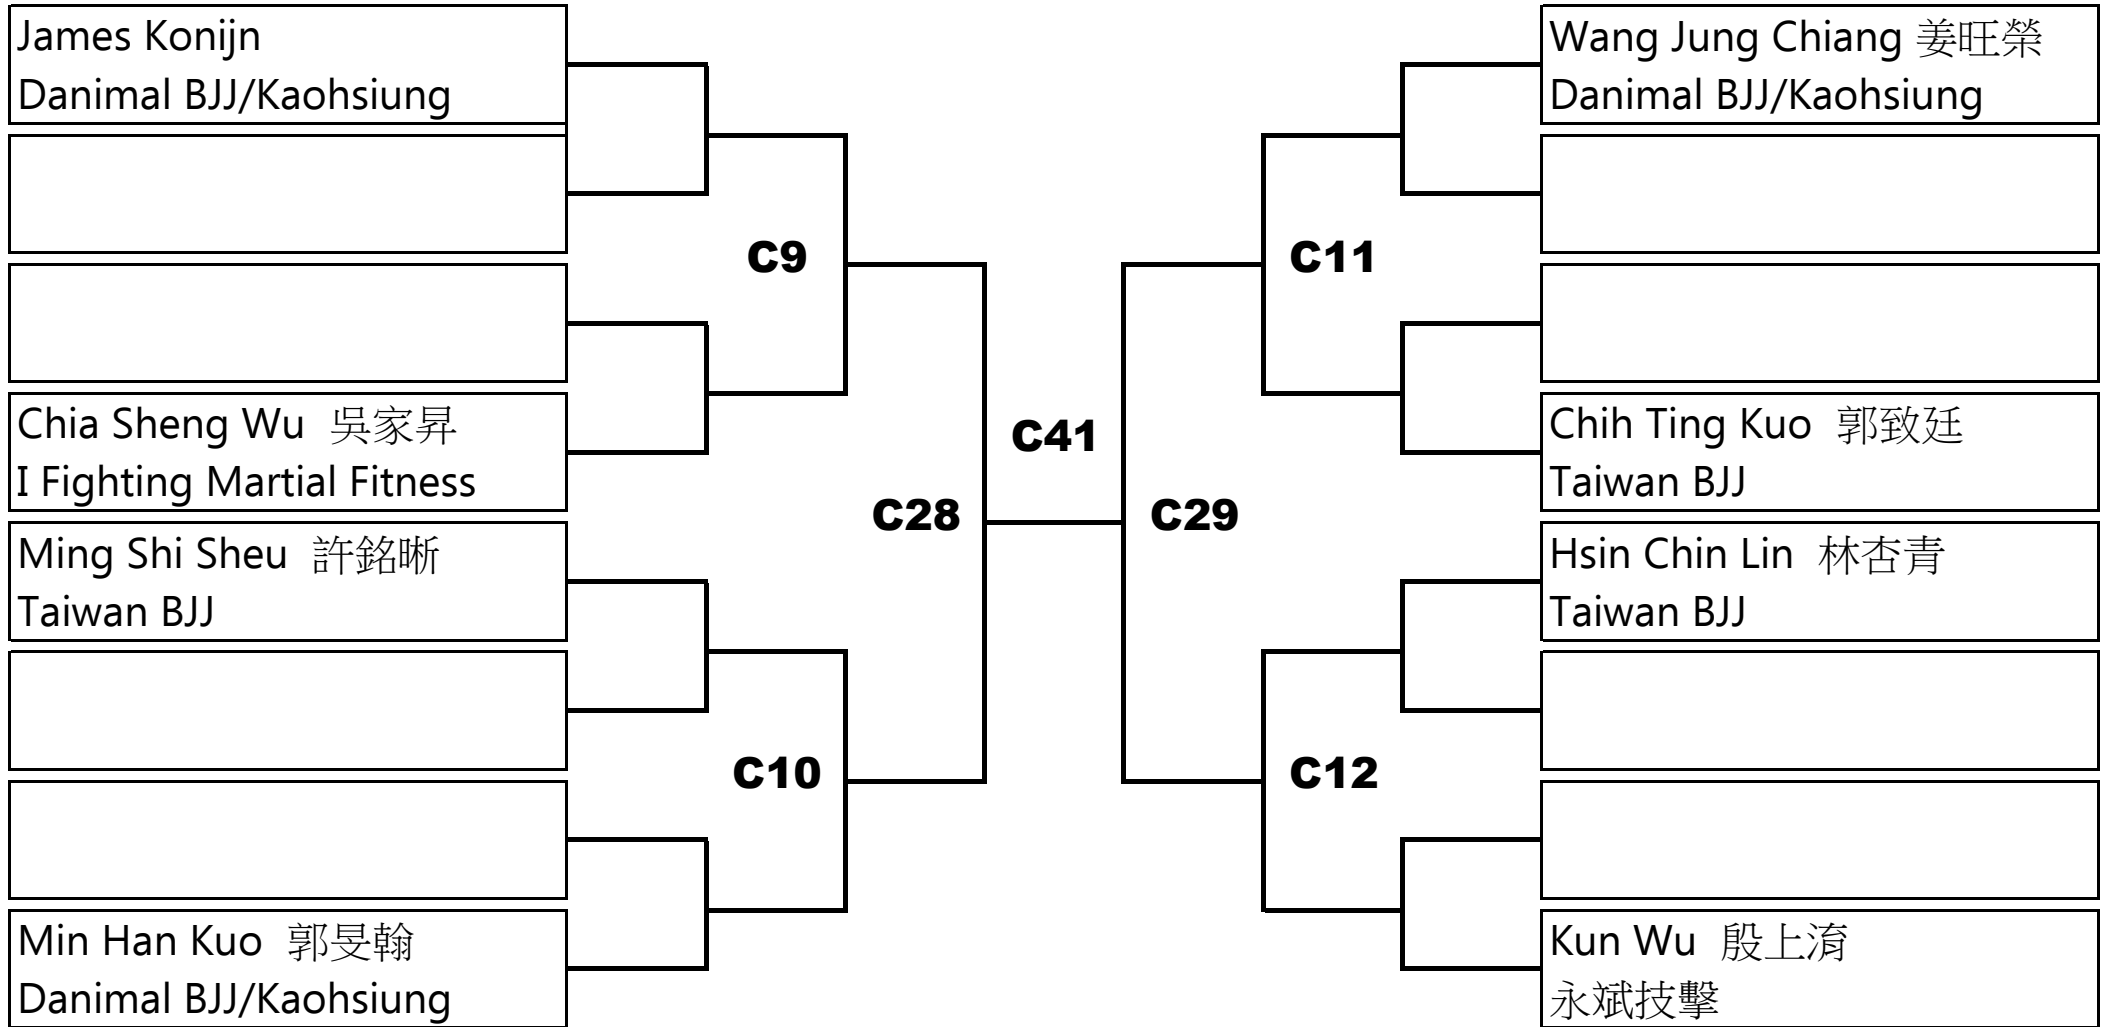 James Konijn
Danimal BJJ/Kaohsiung
Chia Sheng Wu 吳家昇
I Fighting Martial Fitness
Ming Shi Sheu 許銘晰
Taiwan BJJ
Min Han Kuo 郭旻翰
Danimal BJJ/Kaohsiung
C9
C10
C28
C41
C29
C11
C12
Wang Jung Chiang 姜旺榮
Danimal BJJ/Kaohsiung
Chih Ting Kuo 郭致廷
Taiwan BJJ
Hsin Chin Lin 林杏青
Taiwan BJJ
Kun Wu 殷上淯
永斌技擊